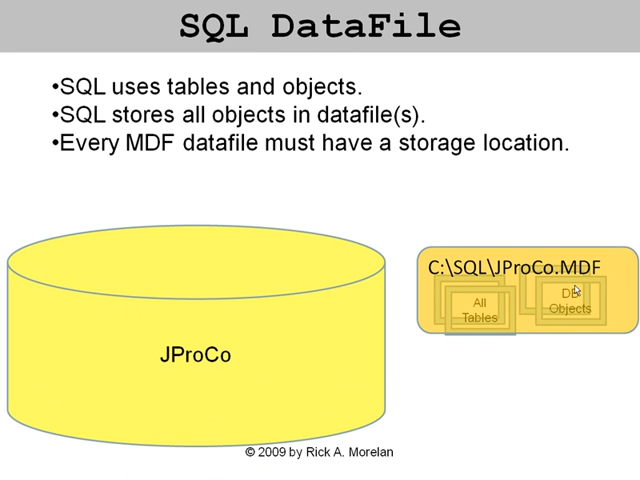 SQL DataFile
•SQL uses tables and objects.
•SQL stores all objects in datafile(s).
•Every MDF datafile must have a storage location.
C:\SQL\JProCo.MDF
All
Tables
DB
Objects
JProCo
© 2009 by Rick A. Morelan